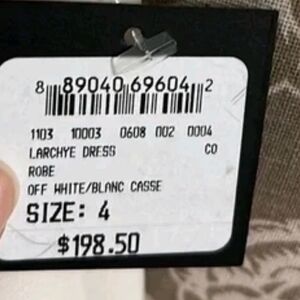 8 89040 69604 2
1103 10003 0608 002 0004
LARCHYE DRESS CO
ROBE
OFF WHITE/BLANC CASSE
SIZE: 4
$198.50